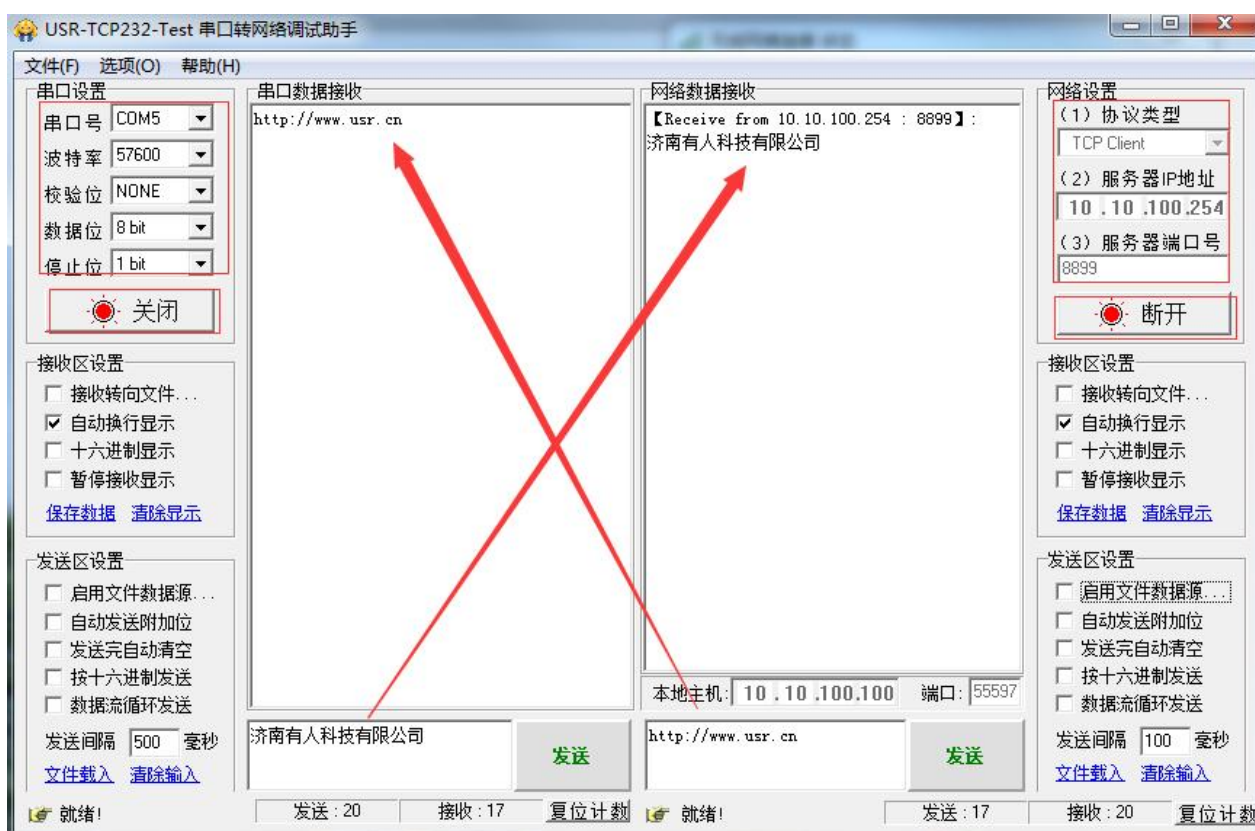 USR-TCP232-Test 串口转网络调试助手
文件(F) 选项(O) 帮助(H)
串口设置
串口号 COM5
波特率 57600
校验位 NONE
数据位 8 bit
停止位 1 bit
关闭
接收区设置
接收转向文件...
自动换行显示
十六进制显示
暂停接收显示
保存数据 清除显示
发送区设置
启用文件数据源...
自动发送附加位
发送完自动清空
按十六进制发送
数据流循环发送
发送间隔 500 毫秒
文件载入 清除输入
串口数据接收
http://www.usr.cn
济南有人科技有限公司
发送
网络数据接收
【Receive from 10.10.100.254 : 8899】:
济南有人科技有限公司
本地主机: 10 .10 .100.100 端口: 55597
http://www.usr.cn
发送
网络设置
(1) 协议类型
TCP Client
(2) 服务器IP地址
10 .10 .100.254
(3) 服务器端口号
8899
断开
接收区设置
接收转向文件...
自动换行显示
十六进制显示
暂停接收显示
保存数据 清除显示
发送区设置
启用文件数据源...
自动发送附加位
发送完自动清空
按十六进制发送
数据流循环发送
发送间隔 100 毫秒
文件载入 清除输入
就绪! 发送:20 接收:17 复位计数
就绪! 发送:17 接收:20 复位计数